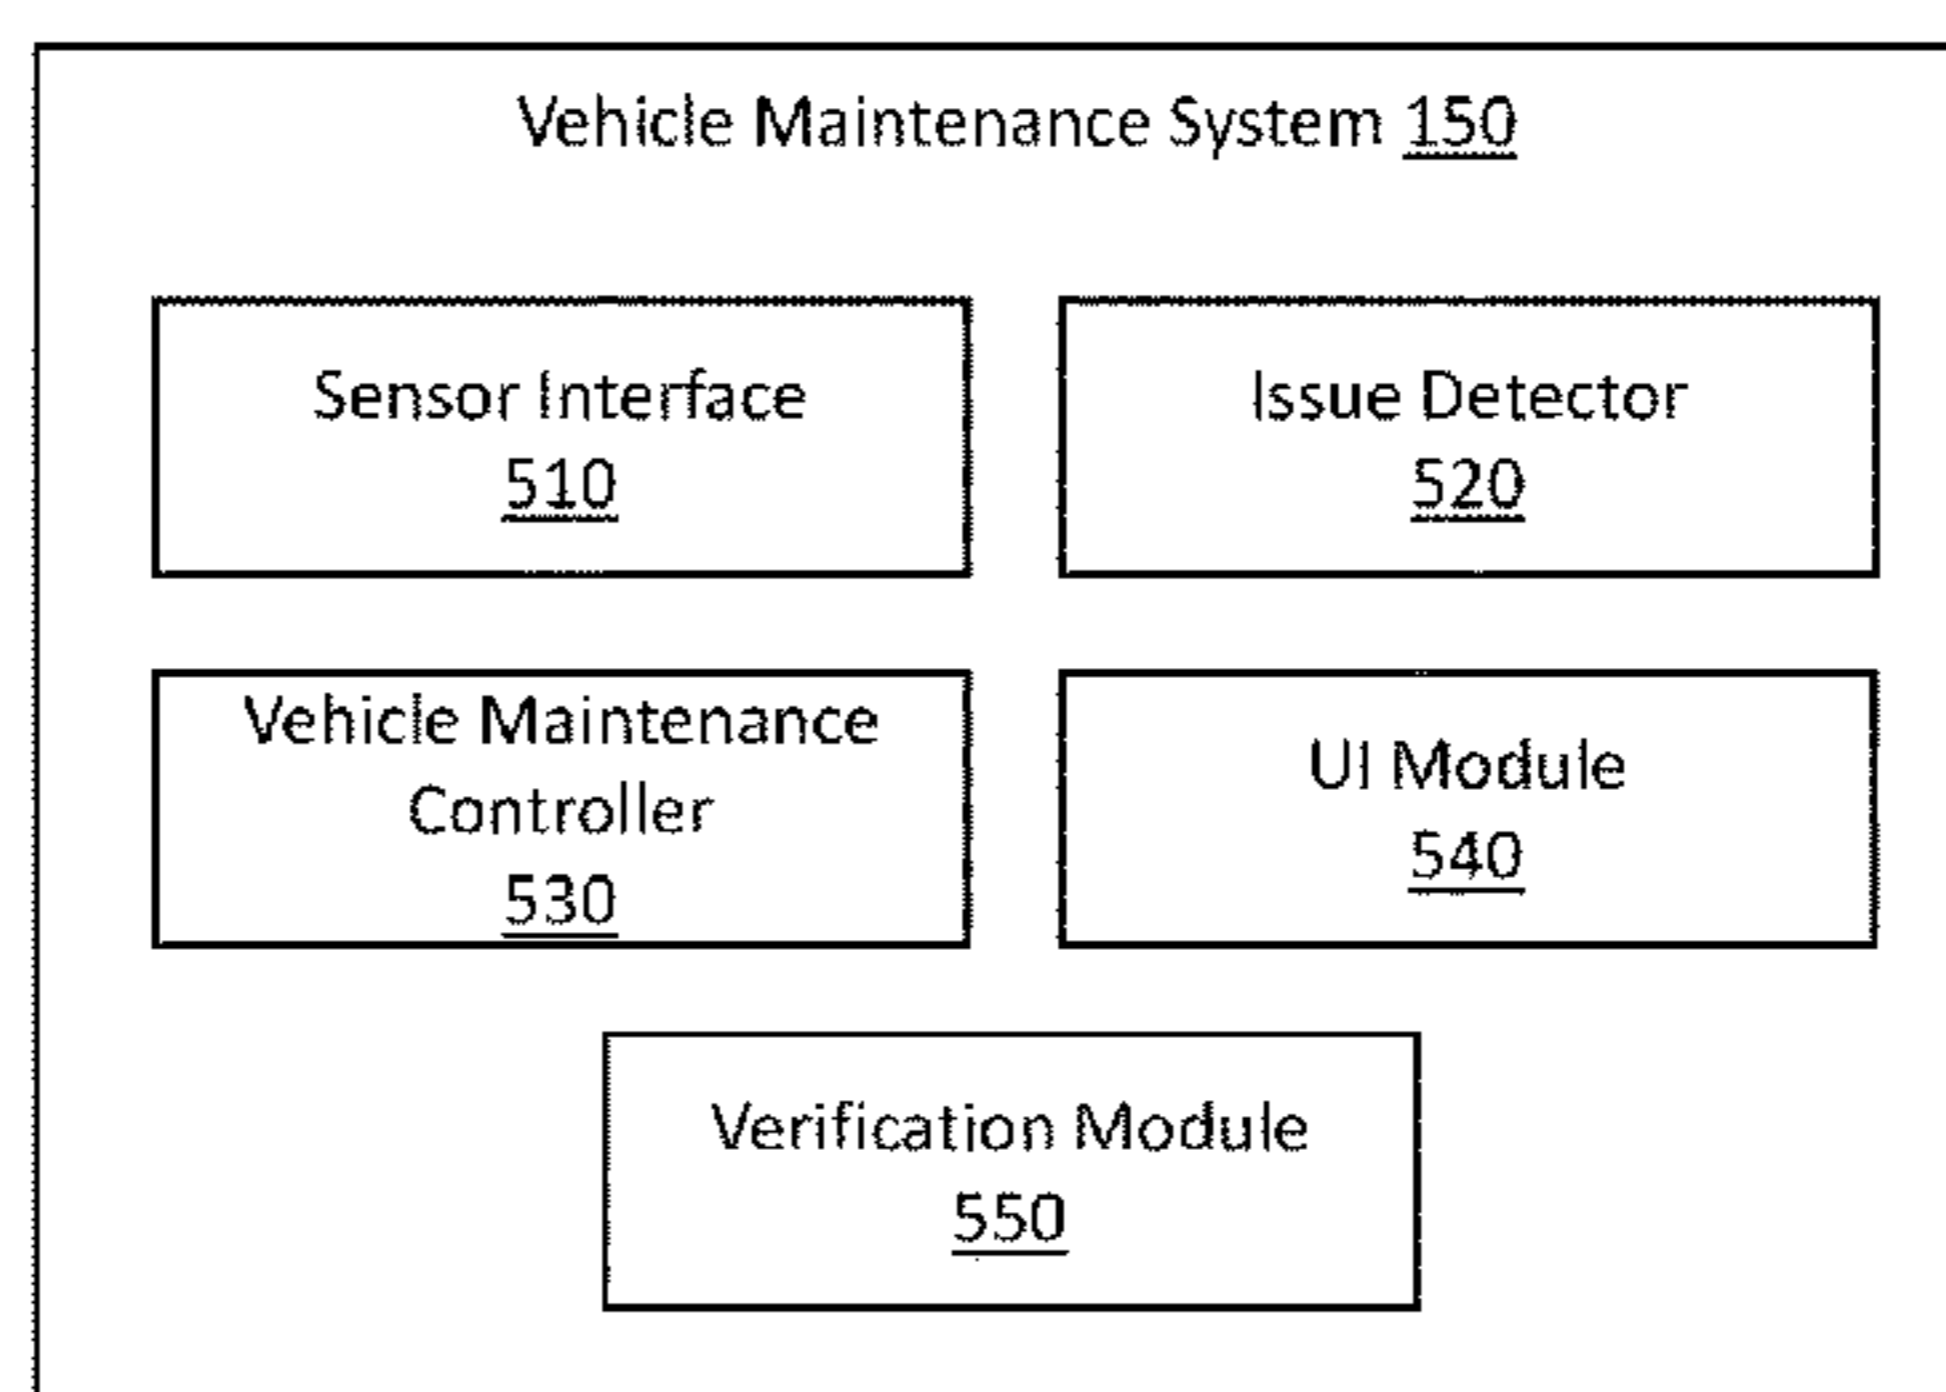 Vehicle Maintenance System 150
Sensor Interface
510
Issue Detector
520
Vehicle Maintenance
Controller
530
UI Module
540
Verification Module
550